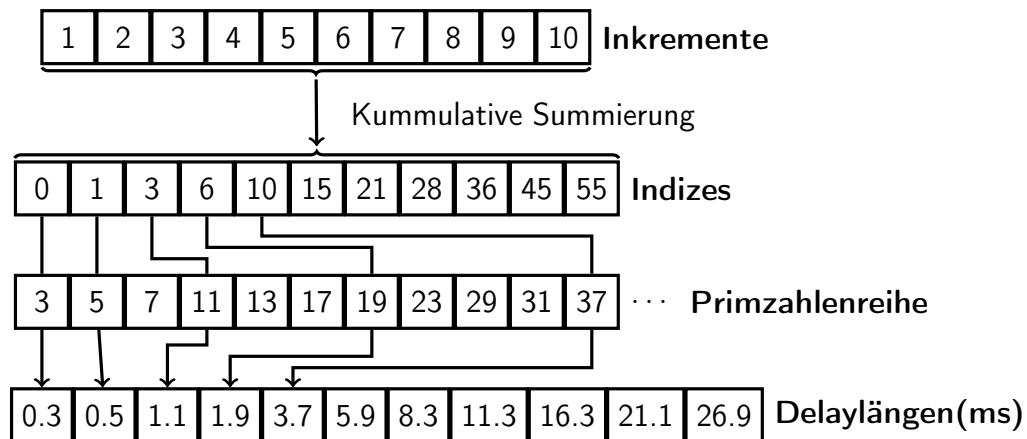 1 2 3 4 5 6 7 8 9 10 Inkremente
Kummulative Summierung
0 1 3 6 10 15 21 28 36 45 55 Indizes
3 5 7 11 13 17 19 23 29 31 37 ··· Primzahlenreihe
0.3 0.5 1.1 1.9 3.7 5.9 8.3 11.3 16.3 21.1 26.9 Delaylängen(ms)